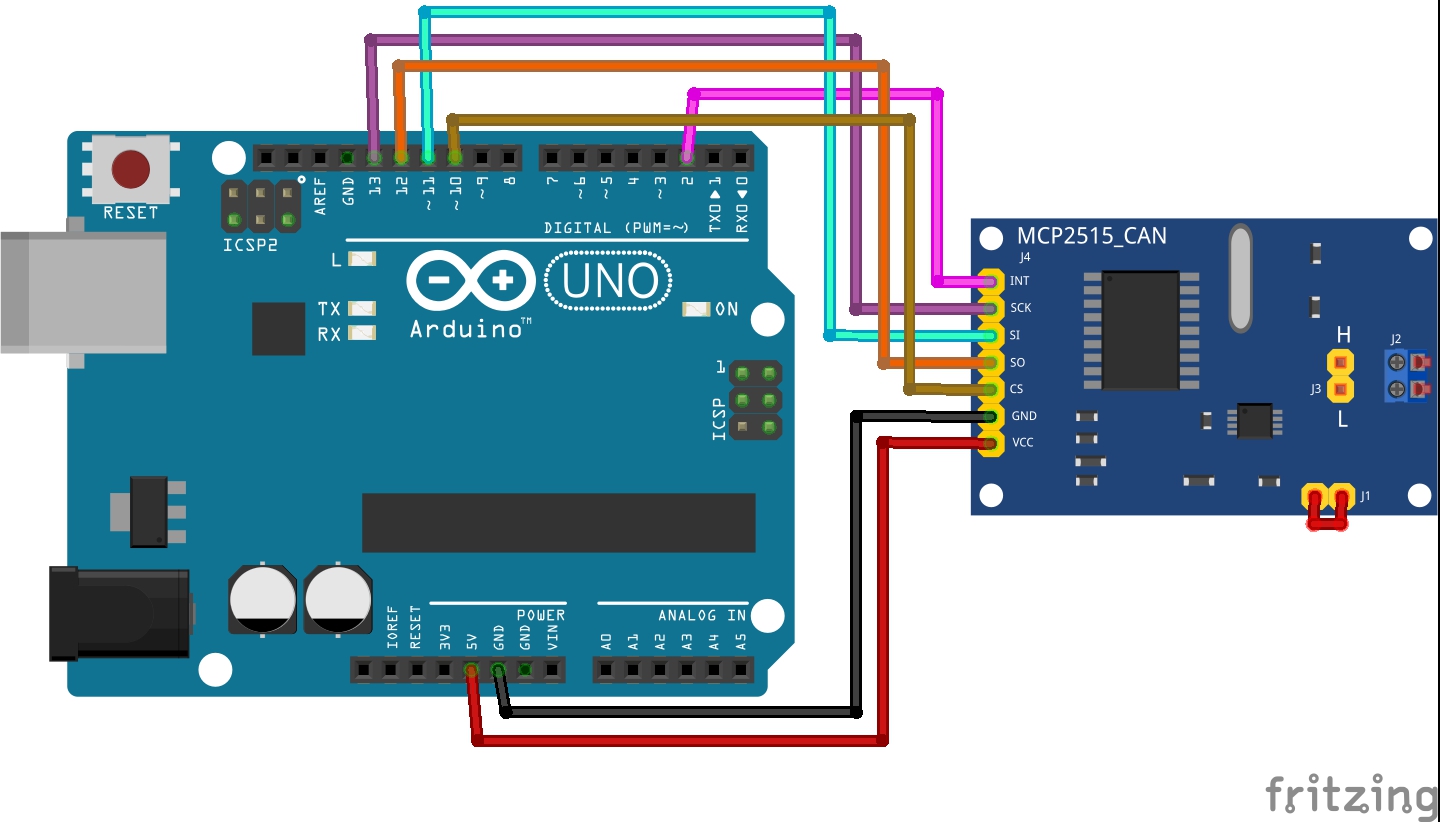 RESET
ICSP2
AREF
GND
13
12
~11
~10
~9
8
7
~6
~5
4
~3
2
TX0▶1
RX0◀0
DIGITAL (PWM=~)
L
TX
RX
UNO
Arduino™
ON
1
ICSP
IOREF
RESET
3V3
5V
GND
GND
VIN
POWER
ANALOG IN
A0
A1
A2
A3
A4
A5
MCP2515_CAN
J4
INT
SCK
SI
SO
CS
GND
VCC
H
J3
L
J2
J1
fritzing